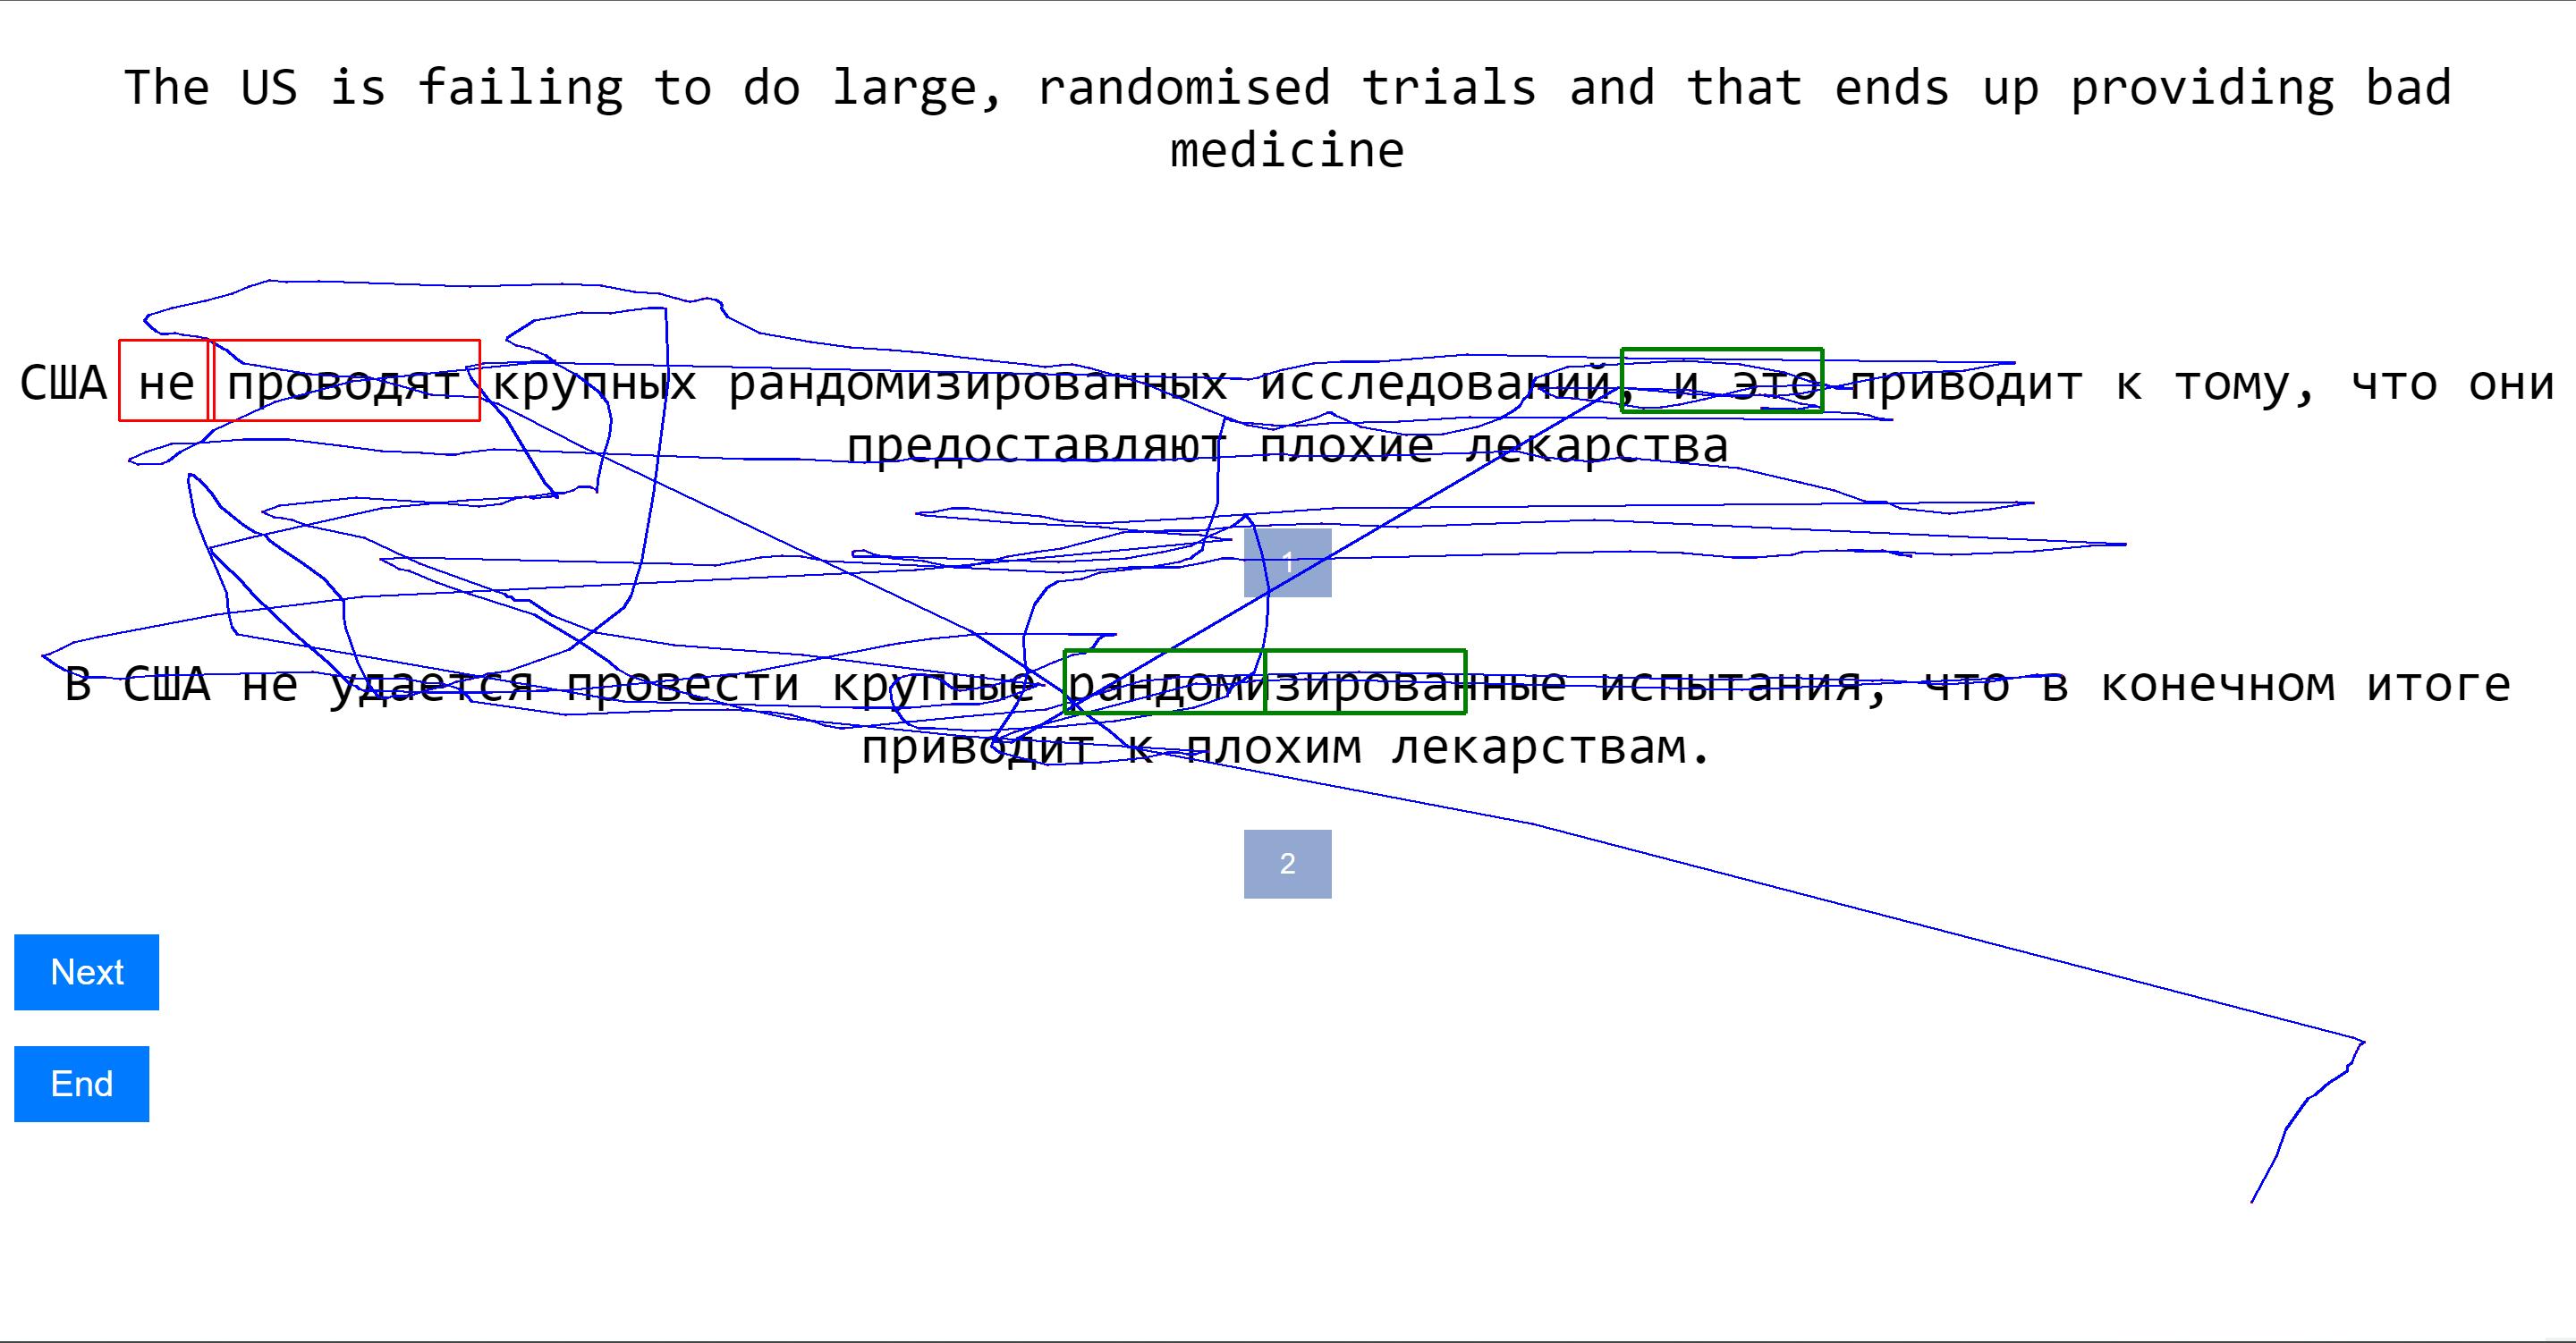 The US is failing to do large, randomised trials and that ends up providing bad
medicine
США не проводят крупных рандомизированных исследований, и это приводит к тому, что они
предоставляют плохие лекарства
1
В США не удается провести крупные рандомизированные испытания, что в конечном итоге
приводит к плохим лекарствам.
2
Next
End